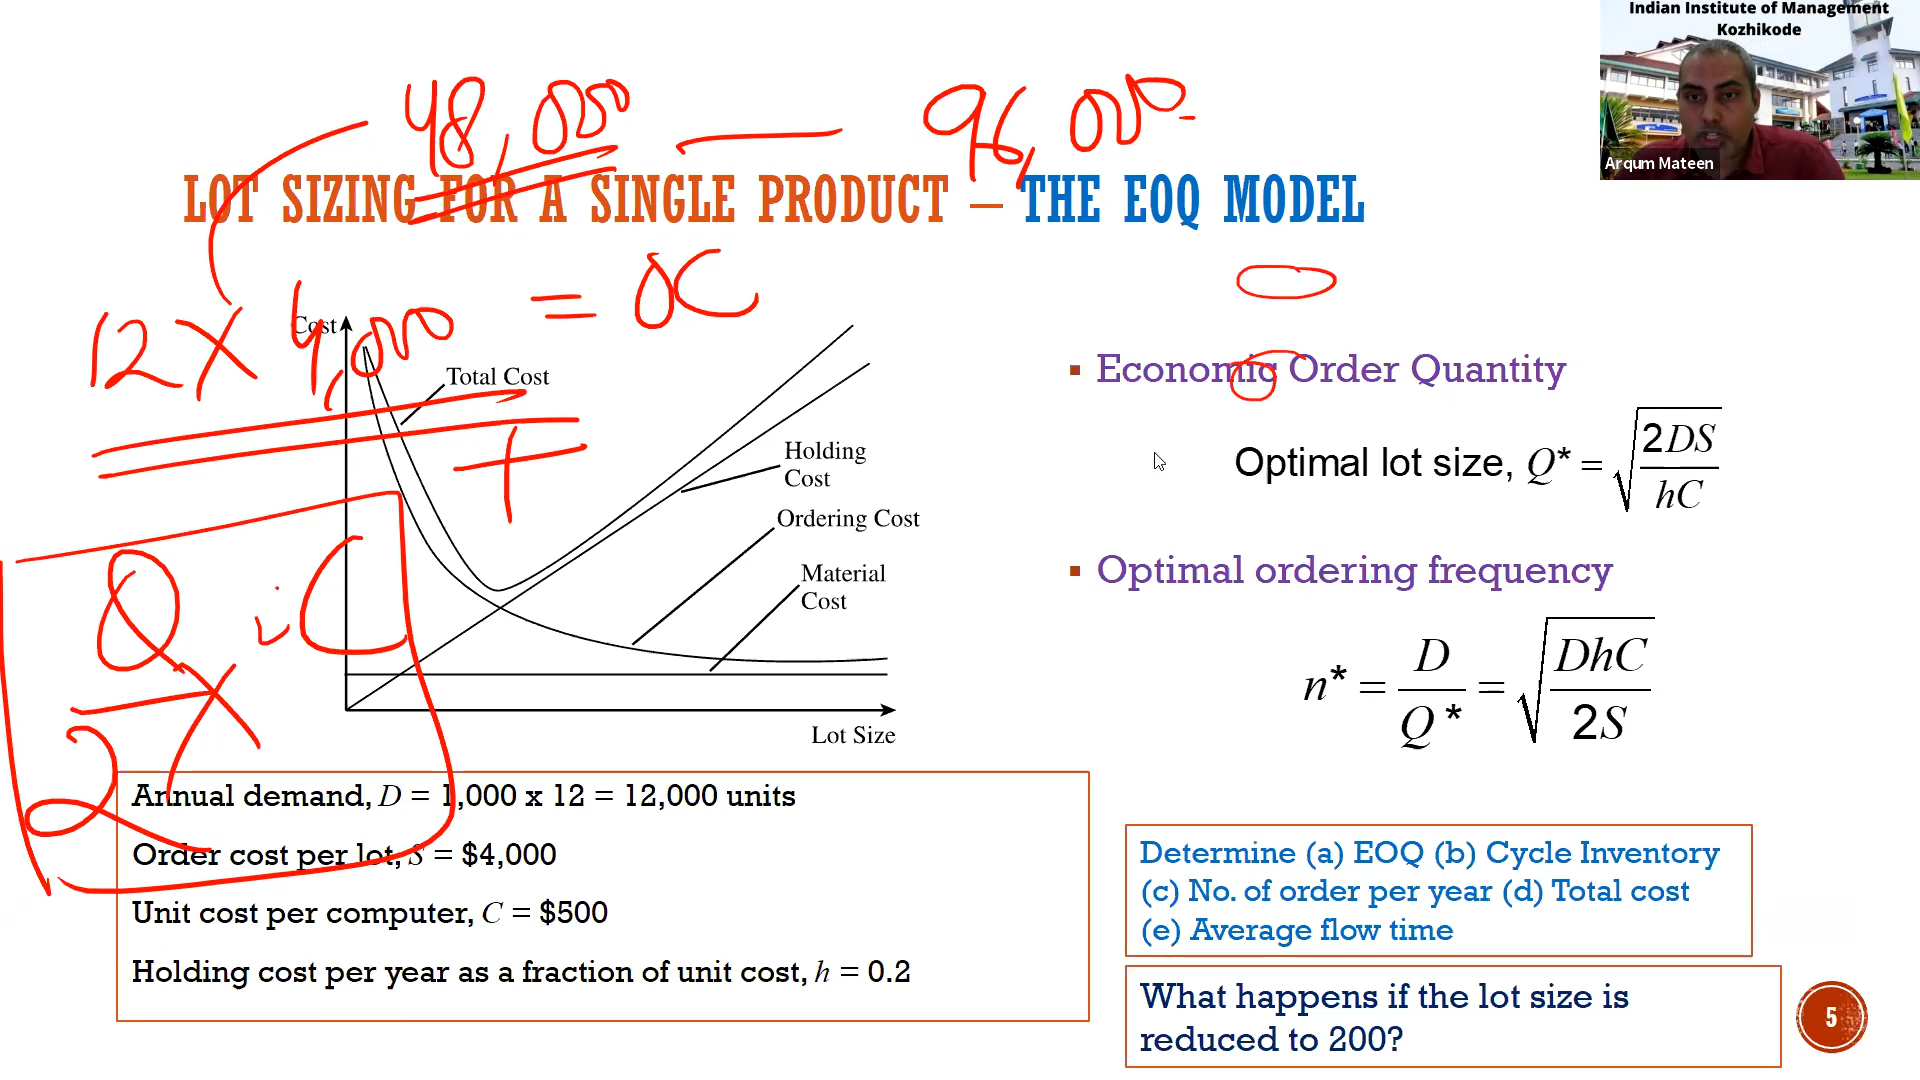 Indian Institute of Management
Kozhikode
Arqum Mateen
48,000 — 96,000
LOT SIZING FOR A SINGLE PRODUCT – THE EOQ MODEL
12 x 4,000 = OC
+
Q
2
x iC
Cost
Total Cost
Holding
Cost
Ordering Cost
Material
Cost
Lot Size
Economic Order Quantity
Optimal lot size, Q* = √(2DS / hC)
Optimal ordering frequency
n* = D / Q* = √(DhC / 2S)
Annual demand, D = 1,000 x 12 = 12,000 units
Order cost per lot, S = $4,000
Unit cost per computer, C = $500
Holding cost per year as a fraction of unit cost, h = 0.2
Determine (a) EOQ (b) Cycle Inventory
(c) No. of order per year (d) Total cost
(e) Average flow time
What happens if the lot size is
reduced to 200?
5